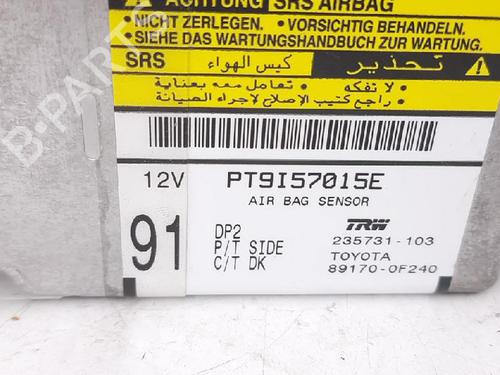 ACHTUNG SRS AIRBAG
•NICHT ZERLEGEN. •VORSICHTIG BEHANDELN.
•SIEHE DAS WARTUNGSHANDBUCH ZUR WARTUNG.
SRS كيس الهواء تحذير
• لا تفكه • تعامل معه بعناية
• راجع كتيب الإصلاح لاجراء الصيانة
12V
PT9I57015E
AIR BAG SENSOR
91
DP2
P/T SIDE
C/T DK
TRW
235731-103
TOYOTA
89170-0F240
B-PARTS